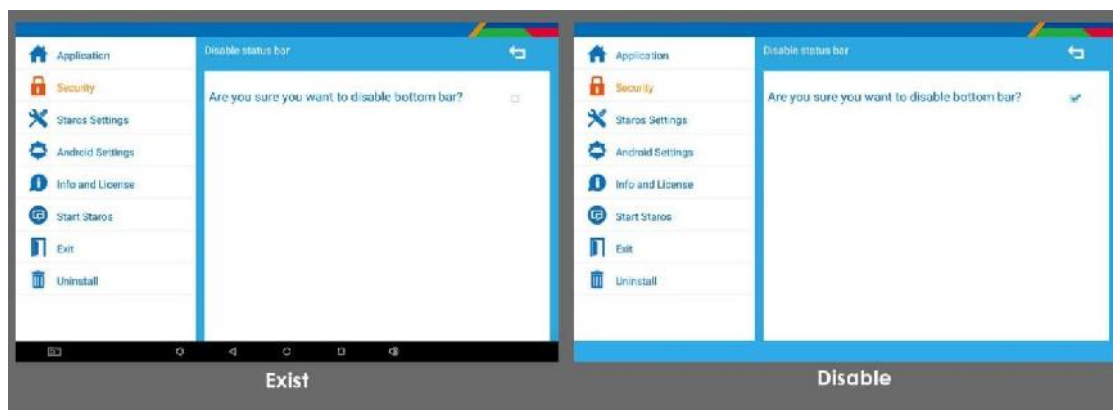 Disable status bar
Application
Security
Staros Settings
Android Settings
Info and License
Start Staros
Exit
Uninstall
Are you sure you want to disable bottom bar?
Exist
Disable status bar
Application
Security
Staros Settings
Android Settings
Info and License
Start Staros
Exit
Uninstall
Are you sure you want to disable bottom bar?
Disable